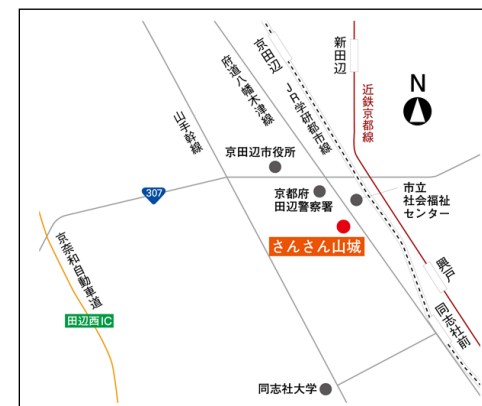 新田辺
京田辺
府道八幡木津線
JR学研都市線
近鉄京都線
N
山手幹線
京田辺市役所
307
京都府
田辺警察署
市立
社会福祉
センター
さんさん山城
京奈和自動車道
興戸
同志社前
田辺西IC
同志社大学